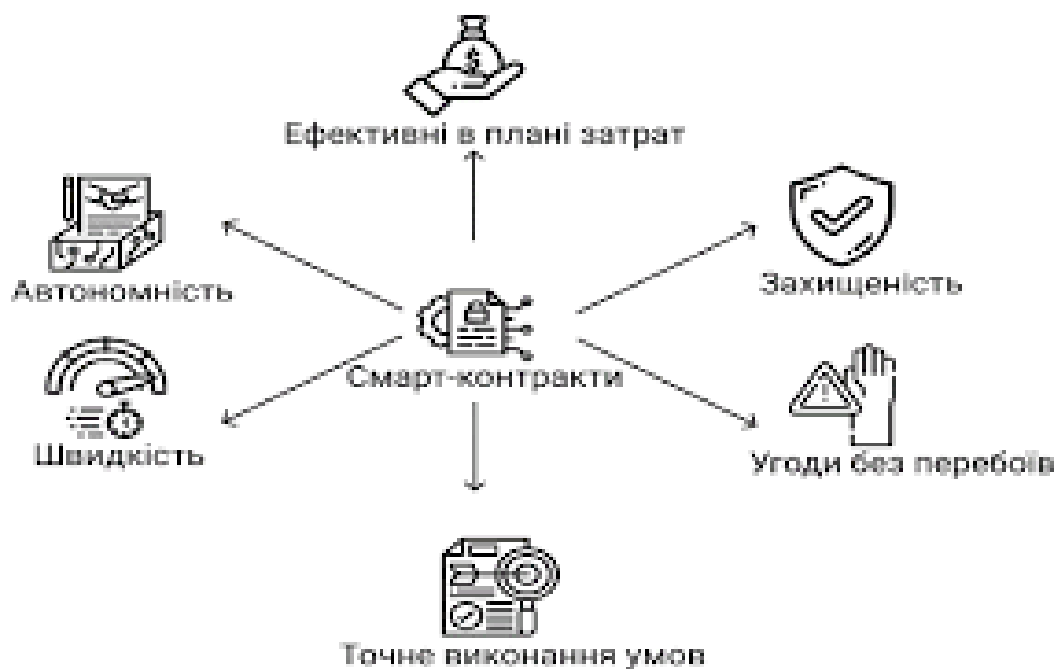 Ефективні в плані затрат
Автономність
Захищеність
Смарт-контракти
Швидкість
Угоди без перебоїв
Точне виконання умов